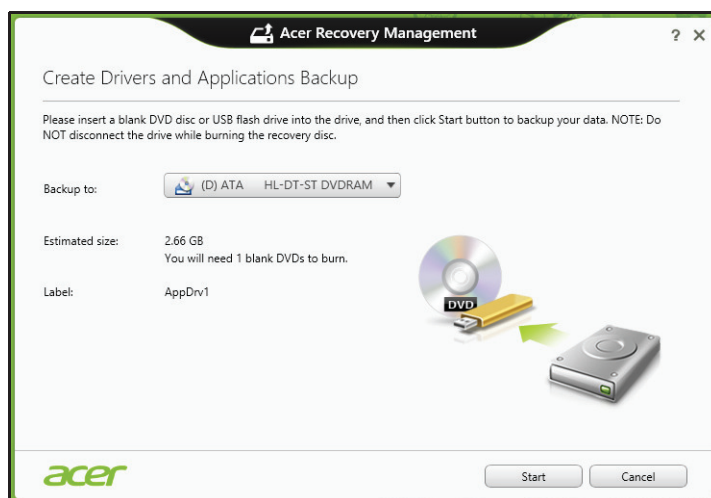 Acer Recovery Management
? X
Create Drivers and Applications Backup
Please insert a blank DVD disc or USB flash drive into the drive, and then click Start button to backup your data. NOTE: Do
NOT disconnect the drive while burning the recovery disc.
Backup to: (D) ATA HL-DT-ST DVDRAM
Estimated size: 2.66 GB
You will need 1 blank DVDs to burn.
Label: AppDrv1
DVD
acer Start Cancel